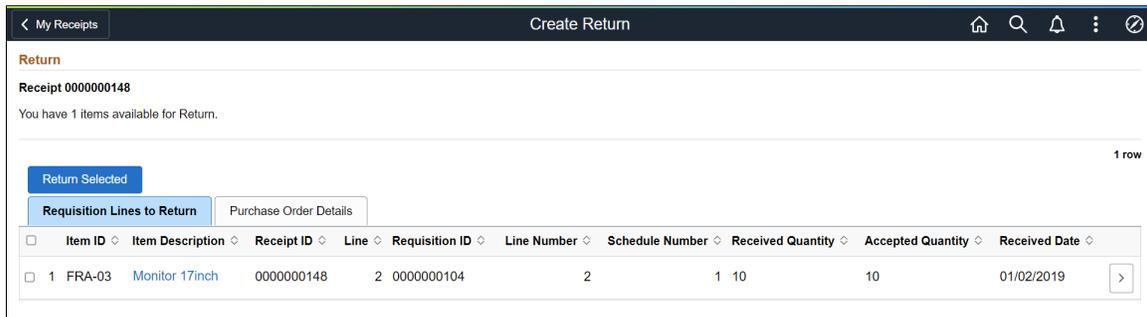 My Receipts
Create Return
Return
Receipt 0000000148
You have 1 items available for Return.
1 row
Return Selected
Requisition Lines to Return
Purchase Order Details
Item ID Item Description Receipt ID Line Requisition ID Line Number Schedule Number Received Quantity Accepted Quantity Received Date
1 FRA-03 Monitor 17inch 0000000148 2 0000000104 2 1 10 10 01/02/2019